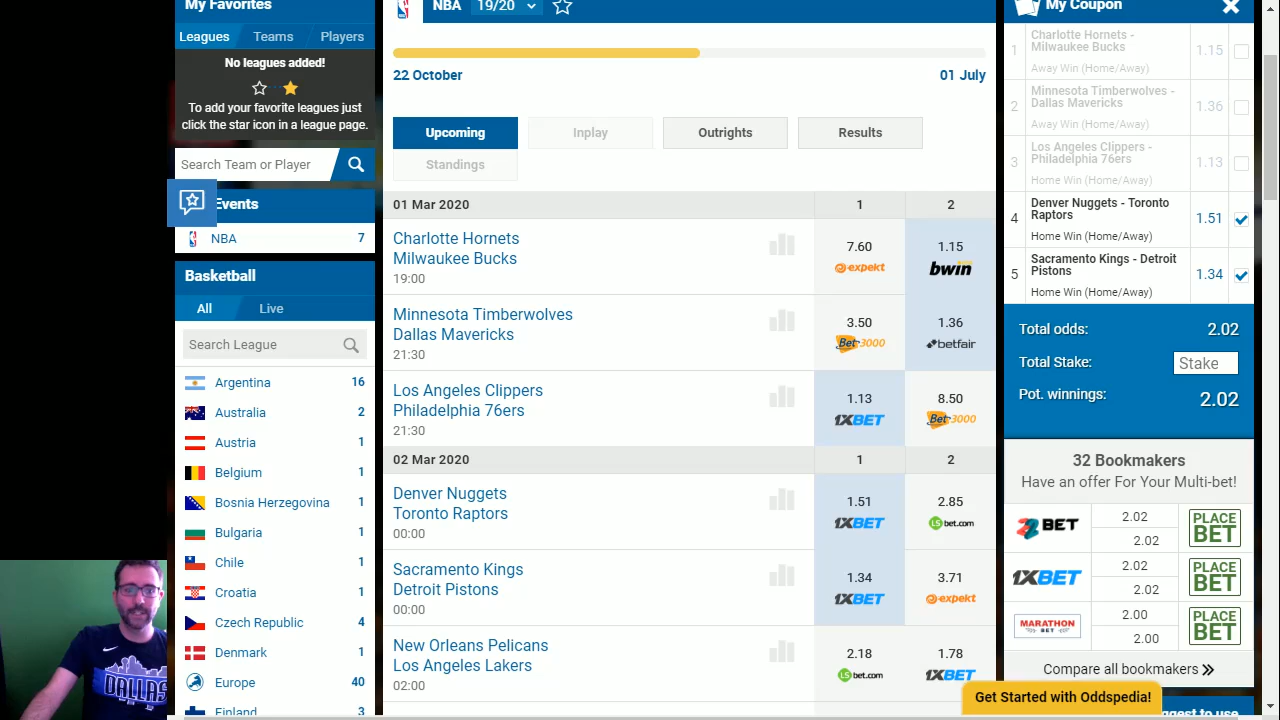 My Favorites
Leagues
Teams
Players
No leagues added!
To add your favorite leagues just
click the star icon in a league page.
Search Team or Player
Events
NBA 7
Basketball
All
Live
Search League
Argentina 16
Australia 2
Austria 1
Belgium 1
Bosnia Herzegovina 1
Bulgaria 1
Chile 1
Croatia 1
Czech Republic 4
Denmark 1
Europe 40
Finland 3
DALLAS
NBA 19/20
22 October
01 July
Upcoming
Inplay
Outrights
Results
Standings
01 Mar 2020 1 2
Charlotte Hornets
Milwaukee Bucks
19:00
7.60
expekt
1.15
bwin
Minnesota Timberwolves
Dallas Mavericks
21:30
3.50
Bet3000
1.36
betfair
Los Angeles Clippers
Philadelphia 76ers
21:30
1.13
1XBET
8.50
Bet3000
02 Mar 2020 1 2
Denver Nuggets
Toronto Raptors
00:00
1.51
1XBET
2.85
LSbet.com
Sacramento Kings
Detroit Pistons
00:00
1.34
1XBET
3.71
expekt
New Orleans Pelicans
Los Angeles Lakers
02:00
2.18
LSbet.com
1.78
1XBET
My Coupon
1 Charlotte Hornets - 1.15
Milwaukee Bucks
Away Win (Home/Away)
2 Minnesota Timberwolves - 1.36
Dallas Mavericks
Away Win (Home/Away)
3 Los Angeles Clippers - 1.13
Philadelphia 76ers
Home Win (Home/Away)
4 Denver Nuggets - Toronto 1.51
Raptors
Home Win (Home/Away)
5 Sacramento Kings - Detroit 1.34
Pistons
Home Win (Home/Away)
Total odds: 2.02
Total Stake: Stake
Pot. winnings: 2.02
32 Bookmakers
Have an offer For Your Multi-bet!
22BET
2.02
2.02
PLACE
BET
1XBET
2.02
2.02
PLACE
BET
MARATHON
BET
2.00
2.00
PLACE
BET
Compare all bookmakers
Get Started with Oddspedia!
to use